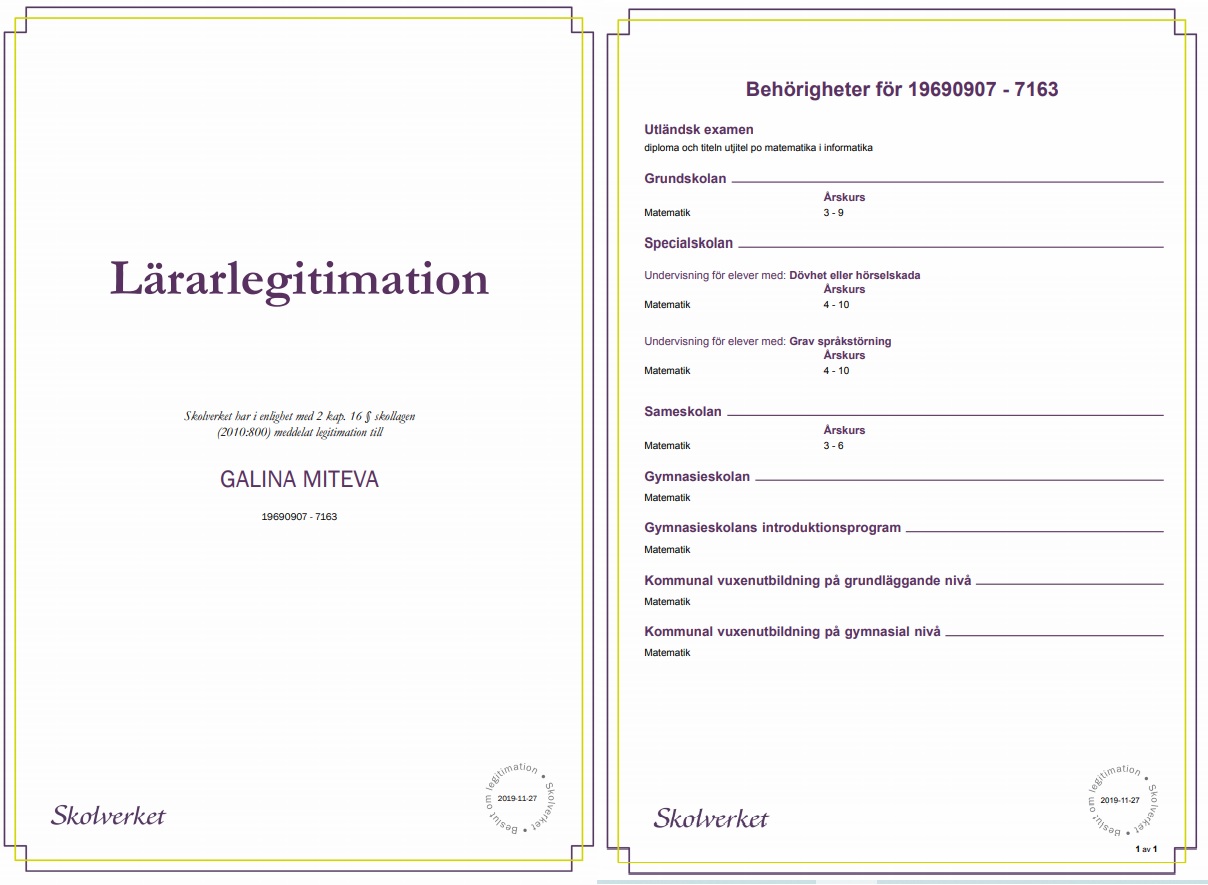 Lärarlegitimation
Skolverket har i enlighet med 2 kap. 16 § skollagen
(2010:800) meddelat legitimation till
GALINA MITEVA
19690907 - 7163
Skolverket
Beslut om legitimation • Skolverket •
2019-11-27
Behörigheter för 19690907 - 7163
Utländsk examen
diploma och titeln utjitel po matematika i informatika
Grundskolan
Årskurs
Matematik 3 - 9
Specialskolan
Undervisning för elever med: Dövhet eller hörselskada
Årskurs
Matematik 4 - 10
Undervisning för elever med: Grav språkstörning
Årskurs
Matematik 4 - 10
Sameskolan
Årskurs
Matematik 3 - 6
Gymnasieskolan
Matematik
Gymnasieskolans introduktionsprogram
Matematik
Kommunal vuxenutbildning på grundläggande nivå
Matematik
Kommunal vuxenutbildning på gymnasial nivå
Matematik
Skolverket
Beslut om legitimation • Skolverket •
2019-11-27
1 av 1